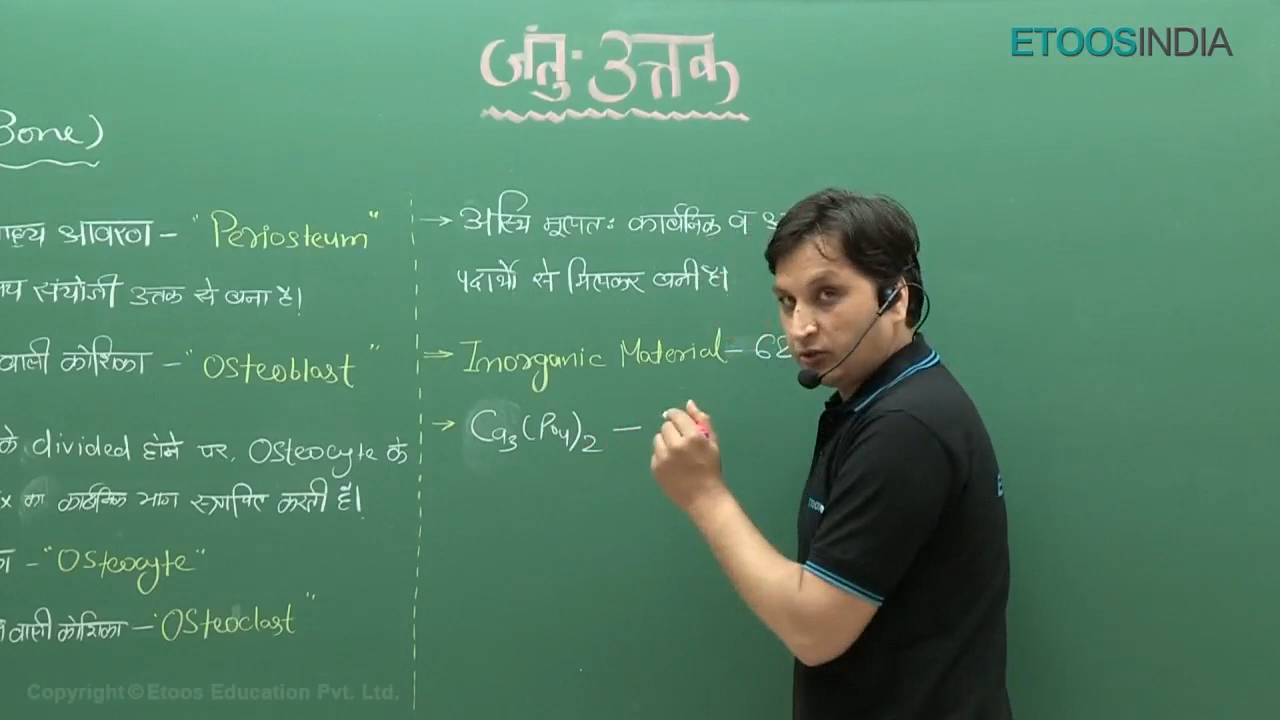 ETOOSINDIA
जंतु-उत्तक
Bone)
बाह्य आवरण - "Periosteum"
संयोजी उत्तक से बना है।
वाली कोशिका - "Osteoblast"
के divided होने पर, Osteocyte के
x का कार्बनिक भाग स्त्रावित करती हैं।
- "Osteocyte"
वाली कोशिका - "Osteoclast"
→ अस्थि मूलतः कार्बनिक व अ
पदार्थो से मिलकर बनी है।
⇒ Inorganic Material - 62
→ Ca₃(Po₄)₂ -
Copyright © Etoos Education Pvt. Ltd.